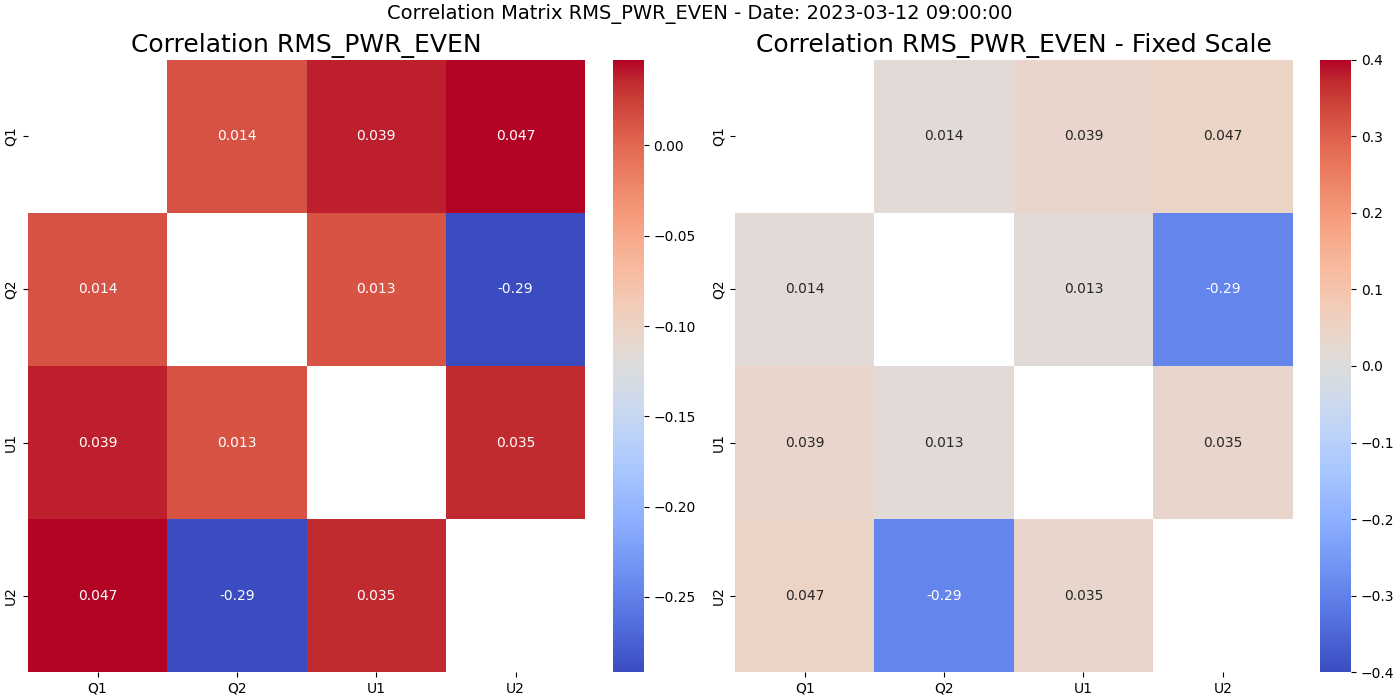 Correlation Matrix RMS_PWR_EVEN - Date: 2023-03-12 09:00:00
Correlation RMS_PWR_EVEN
Q1
0.014
0.039
0.047
Q2
0.014
0.013
-0.29
U1
0.039
0.013
0.035
U2
0.047
-0.29
0.035
Q1
Q2
U1
U2
0.00
−0.05
−0.10
−0.15
−0.20
−0.25
Correlation RMS_PWR_EVEN - Fixed Scale
Q1
0.014
0.039
0.047
Q2
0.014
0.013
-0.29
U1
0.039
0.013
0.035
U2
0.047
-0.29
0.035
Q1
Q2
U1
U2
0.4
0.3
0.2
0.1
0.0
−0.1
−0.2
−0.3
−0.4